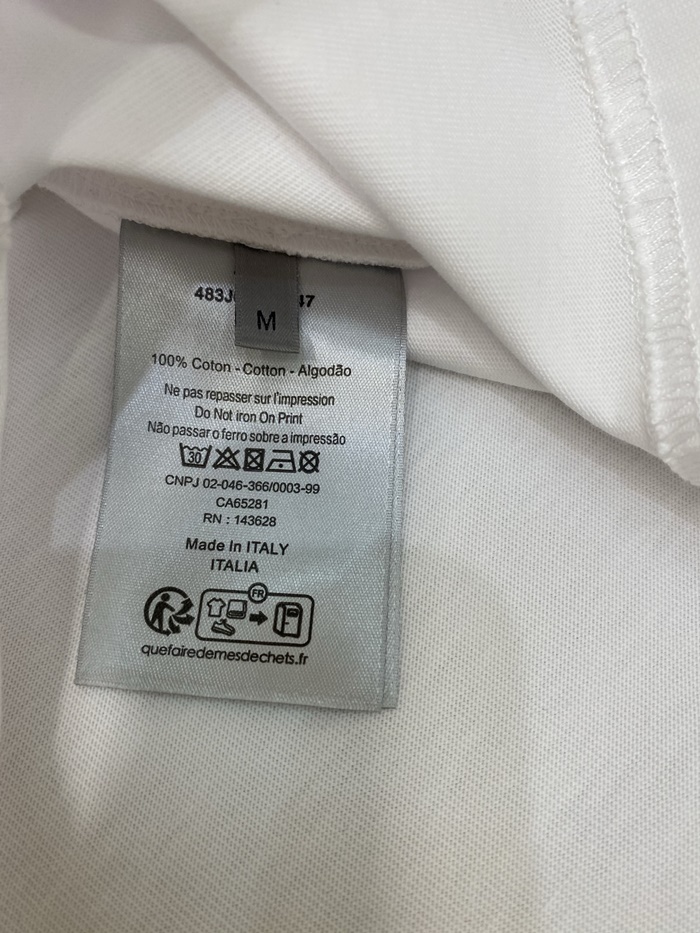 483J 47
M
100% Coton - Cotton - Algodão
Ne pas repasser sur l'impression
Do Not Iron On Print
Não passar o ferro sobre a impressão
30
CNPJ 02-046-366/0003-99
CA65281
RN : 143628
Made In ITALY
ITALIA
FR
quefairedemesdechets.fr